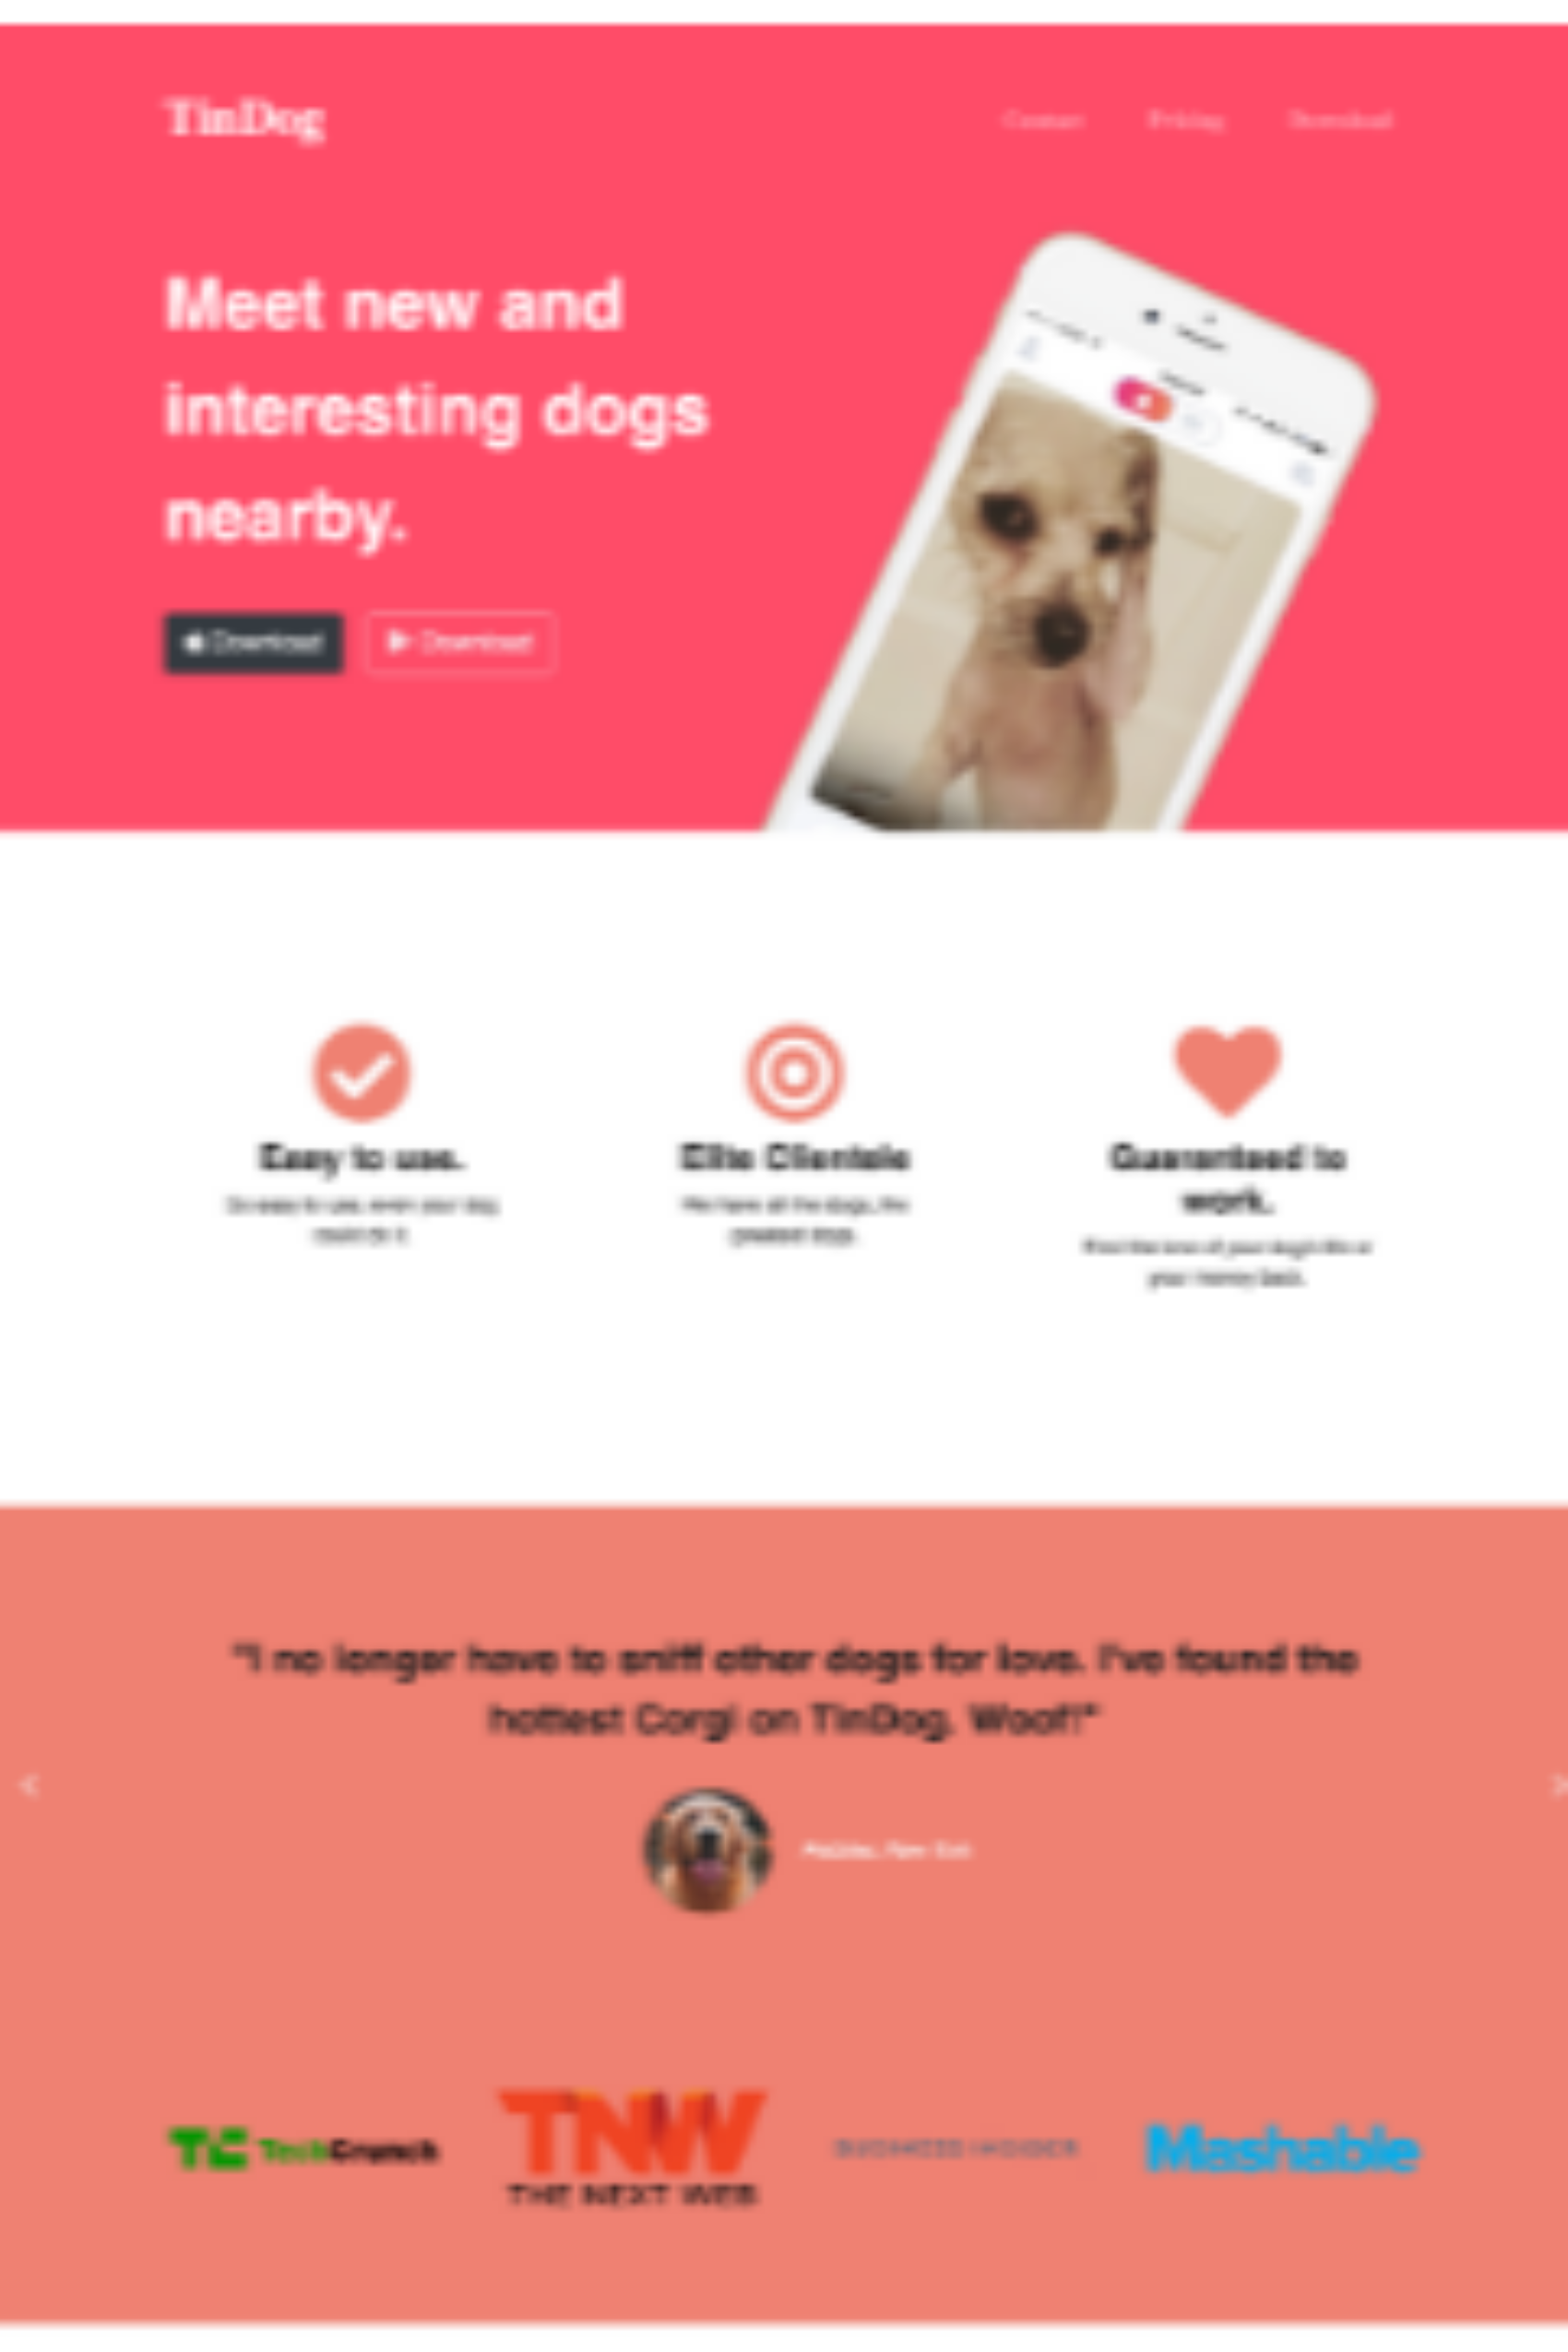 TinDog
Contact Pricing Download
Meet new and
interesting dogs
nearby.
Download Download
Easy to use.
So easy to use, even your dog
could do it.
Elite Clientele
We have all the dogs, the
greatest dogs.
Guaranteed to
work.
Find the love of your dog's life or
your money back.
"I no longer have to sniff other dogs for love. I've found the
hottest Corgi on TinDog. Woof!"
TC TechCrunch
TNW
THE NEXT WEB
BUSINESS INSIDER
Mashable